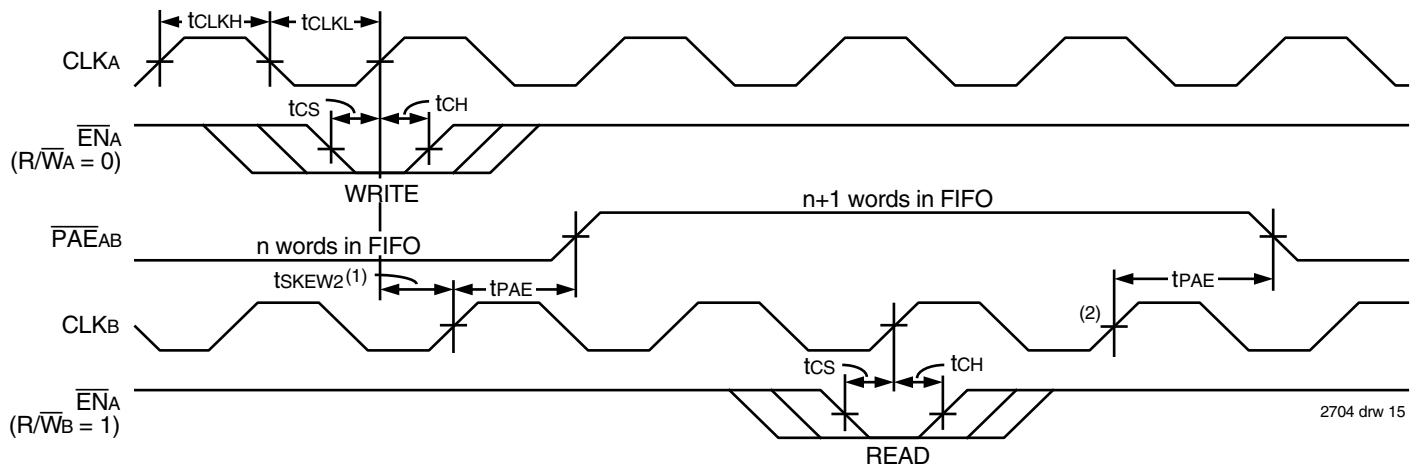 tCLKH tCLKL
CLKA
tCS tCH
ENA
(R/WA = 0)
WRITE
n+1 words in FIFO
PAEAB
n words in FIFO
tSKEW2(1) tPAE tPAE
CLKB
(2)
tCS tCH
ENA
(R/WB = 1)
2704 drw 15
READ